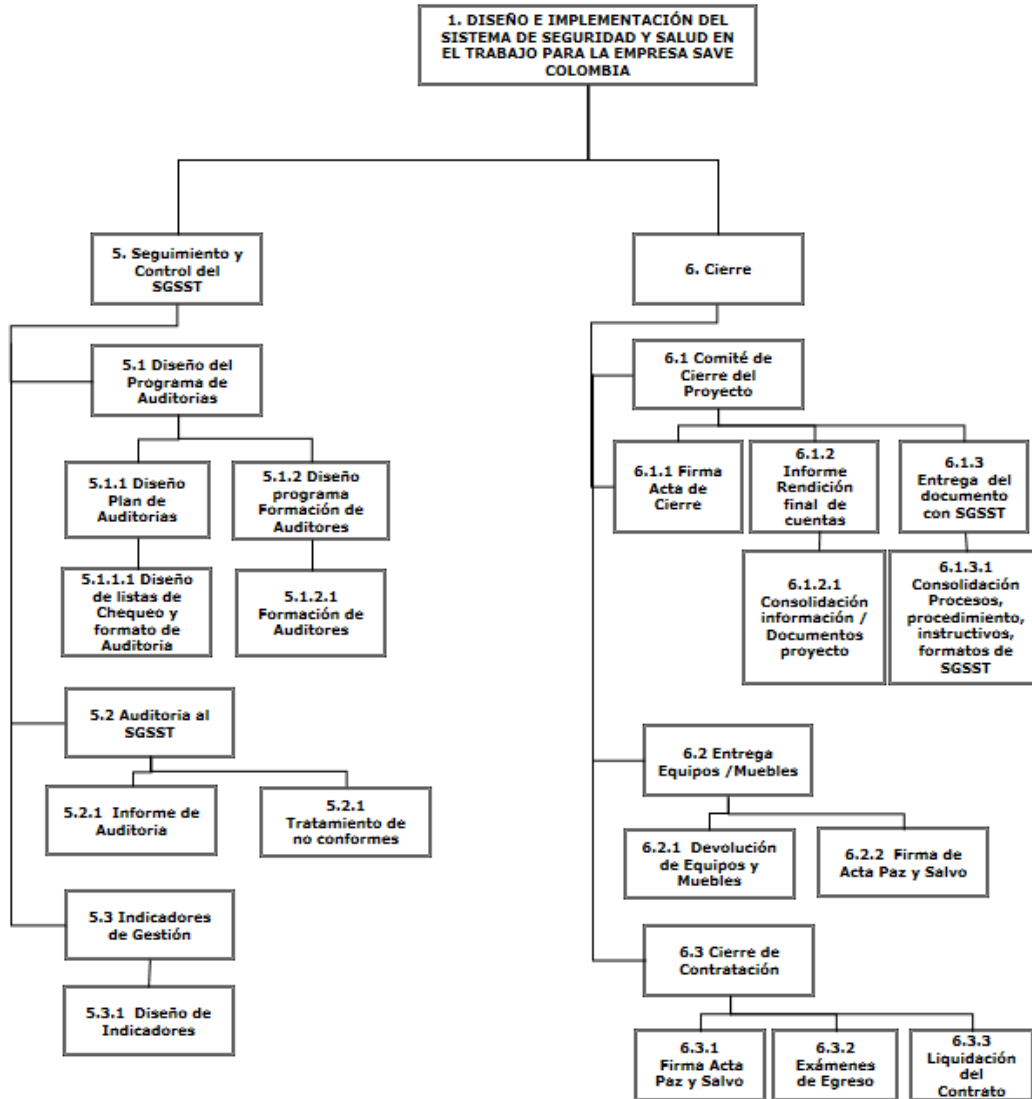 1. DISEÑO E IMPLEMENTACIÓN DEL
SISTEMA DE SEGURIDAD Y SALUD EN
EL TRABAJO PARA LA EMPRESA SAVE
COLOMBIA
5. Seguimiento y
Control del
SGSST
5.1 Diseño del
Programa de
Auditorias
5.1.1 Diseño
Plan de
Auditorias
5.1.2 Diseño
programa
Formación de
Auditores
5.1.1.1 Diseño
de listas de
Chequeo y
formato de
Auditoria
5.1.2.1
Formación de
Auditores
5.2 Auditoria al
SGSST
5.2.1 Informe de
Auditoria
5.2.1
Tratamiento de
no conformes
5.3 Indicadores
de Gestión
5.3.1 Diseño de
Indicadores
6. Cierre
6.1 Comité de
Cierre del
Proyecto
6.1.1 Firma
Acta de
Cierre
6.1.2
Informe
Rendición
final de
cuentas
6.1.3
Entrega del
documento
con SGSST
6.1.2.1
Consolidación
información /
Documentos
proyecto
6.1.3.1
Consolidación
Procesos,
procedimiento,
instructivos,
formatos de
SGSST
6.2 Entrega
Equipos /Muebles
6.2.1 Devolución
de Equipos y
Muebles
6.2.2 Firma de
Acta Paz y Salvo
6.3 Cierre de
Contratación
6.3.1
Firma Acta
Paz y Salvo
6.3.2
Exámenes
de Egreso
6.3.3
Liquidación
del
Contrato